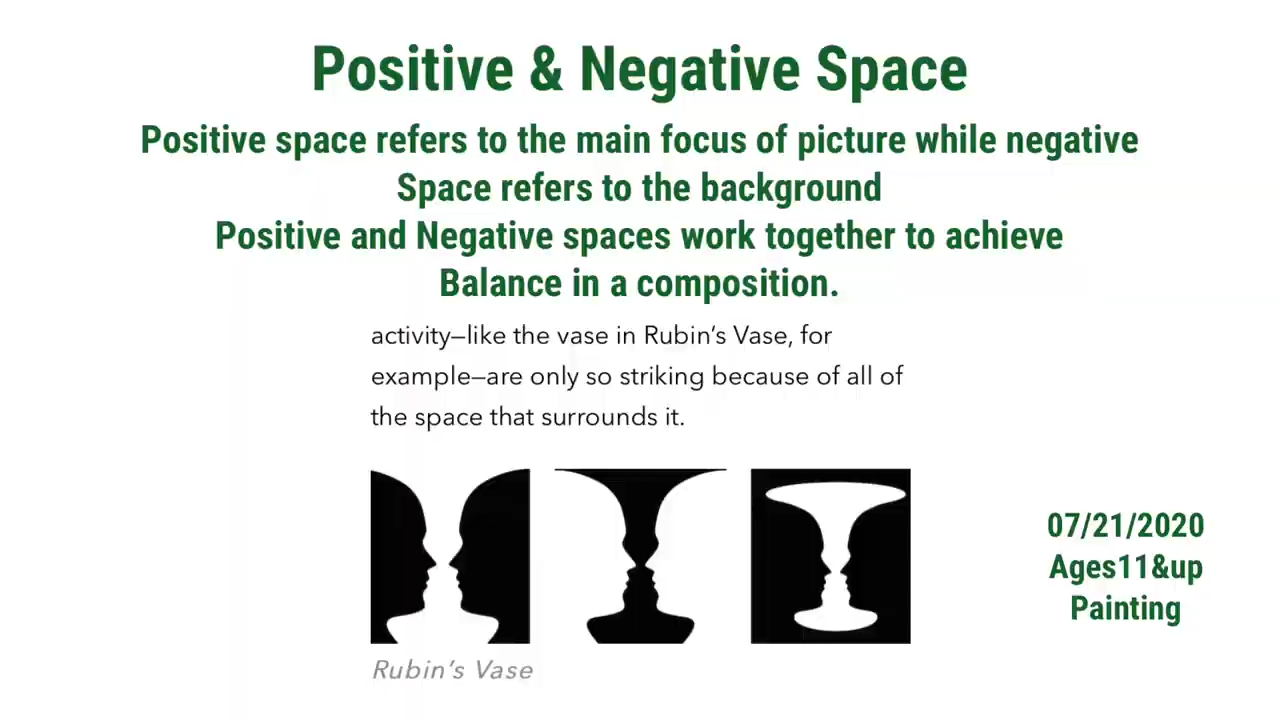 Positive & Negative Space
Positive space refers to the main focus of picture while negative
Space refers to the background
Positive and Negative spaces work together to achieve
Balance in a composition.
activity—like the vase in Rubin’s Vase, for
example—are only so striking because of all of
the space that surrounds it.
Rubin’s Vase
07/21/2020
Ages11&up
Painting